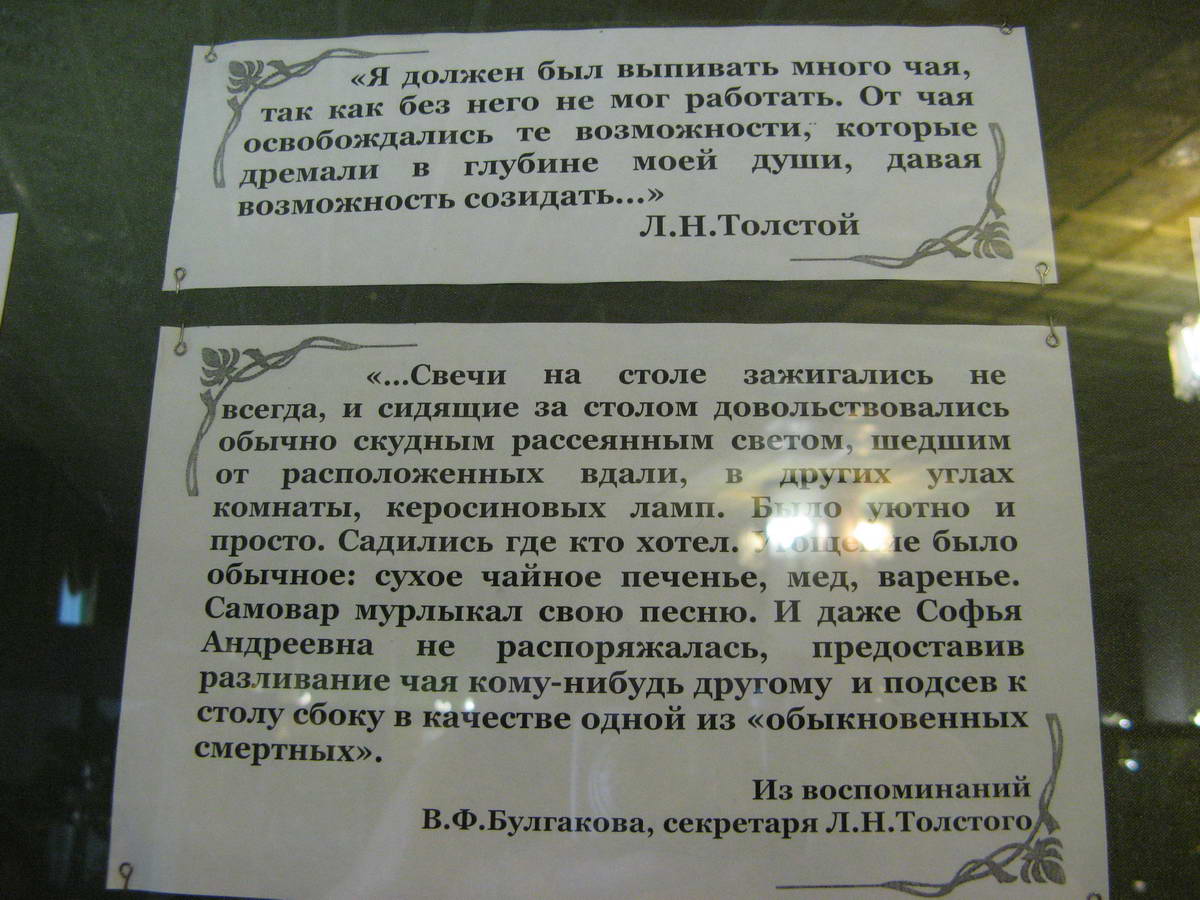 «Я должен был выпивать много чая,
так как без него не мог работать. От чая
освобождались те возможности, которые
дремали в глубине моей души, давая
возможность созидать...»
Л.Н.Толстой
«...Свечи на столе зажигались не
всегда, и сидящие за столом довольствовались
обычно скудным рассеянным светом, шедшим
от расположенных вдали, в других углах
комнаты, керосиновых ламп. Было уютно и
просто. Садились где кто хотел. Угощение было
обычное: сухое чайное печенье, мед, варенье.
Самовар мурлыкал свою песню. И даже Софья
Андреевна не распоряжалась, предоставив
разливание чая кому-нибудь другому и подсев к
столу сбоку в качестве одной из «обыкновенных
смертных».
Из воспоминаний
В.Ф.Булгакова, секретаря Л.Н.Толстого